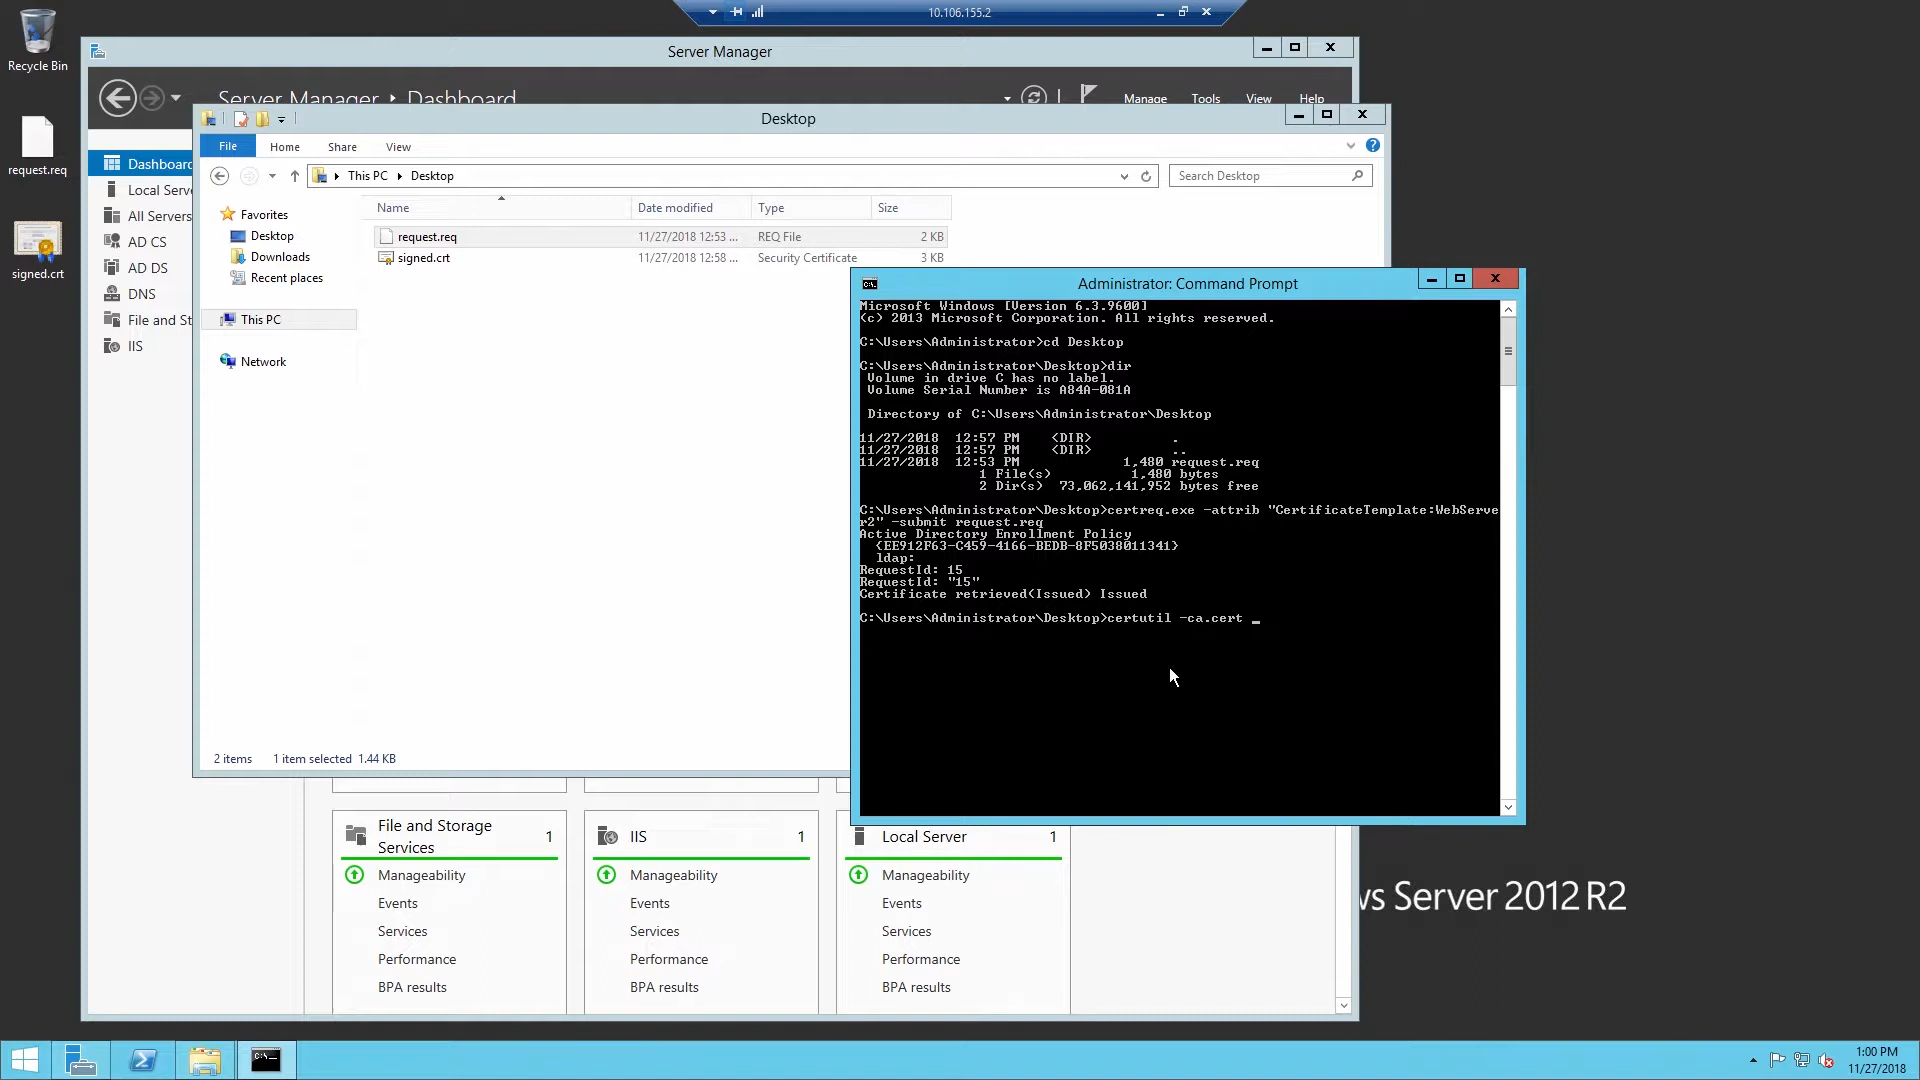 10.106.155.2
Recycle Bin
request.req
signed.crt
Server Manager
Server Manager ▸ Dashboard
Manage Tools View Help
Dashboard
Local Serve
All Servers
AD CS
AD DS
DNS
File and St
IIS
Desktop
File Home Share View
This PC ▸ Desktop
Search Desktop
Favorites
Desktop
Downloads
Recent places
This PC
Network
Name Date modified Type Size
request.req 11/27/2018 12:53 ... REQ File 2 KB
signed.crt 11/27/2018 12:58 ... Security Certificate 3 KB
2 items 1 item selected 1.44 KB
Administrator: Command Prompt
Microsoft Windows [Version 6.3.9600]
(c) 2013 Microsoft Corporation. All rights reserved.
C:\Users\Administrator>cd Desktop
C:\Users\Administrator\Desktop>dir
Volume in drive C has no label.
Volume Serial Number is A84A-081A
Directory of C:\Users\Administrator\Desktop
11/27/2018 12:57 PM <DIR> .
11/27/2018 12:57 PM <DIR> ..
11/27/2018 12:53 PM 1,480 request.req
1 File(s) 1,480 bytes
2 Dir(s) 73,062,141,952 bytes free
C:\Users\Administrator\Desktop>certreq.exe -attrib "CertificateTemplate:WebServe
r2" -submit request.req
Active Directory Enrollment Policy
{EE912F63-C459-4166-BEDB-8F5038011341}
ldap:
RequestId: 15
RequestId: "15"
Certificate retrieved(Issued) Issued
C:\Users\Administrator\Desktop>certutil -ca.cert _
File and Storage
Services
1
Manageability
Events
Services
Performance
BPA results
IIS 1
Manageability
Events
Services
Performance
BPA results
Local Server 1
Manageability
Events
Services
Performance
BPA results
ws Server 2012 R2
1:00 PM
11/27/2018